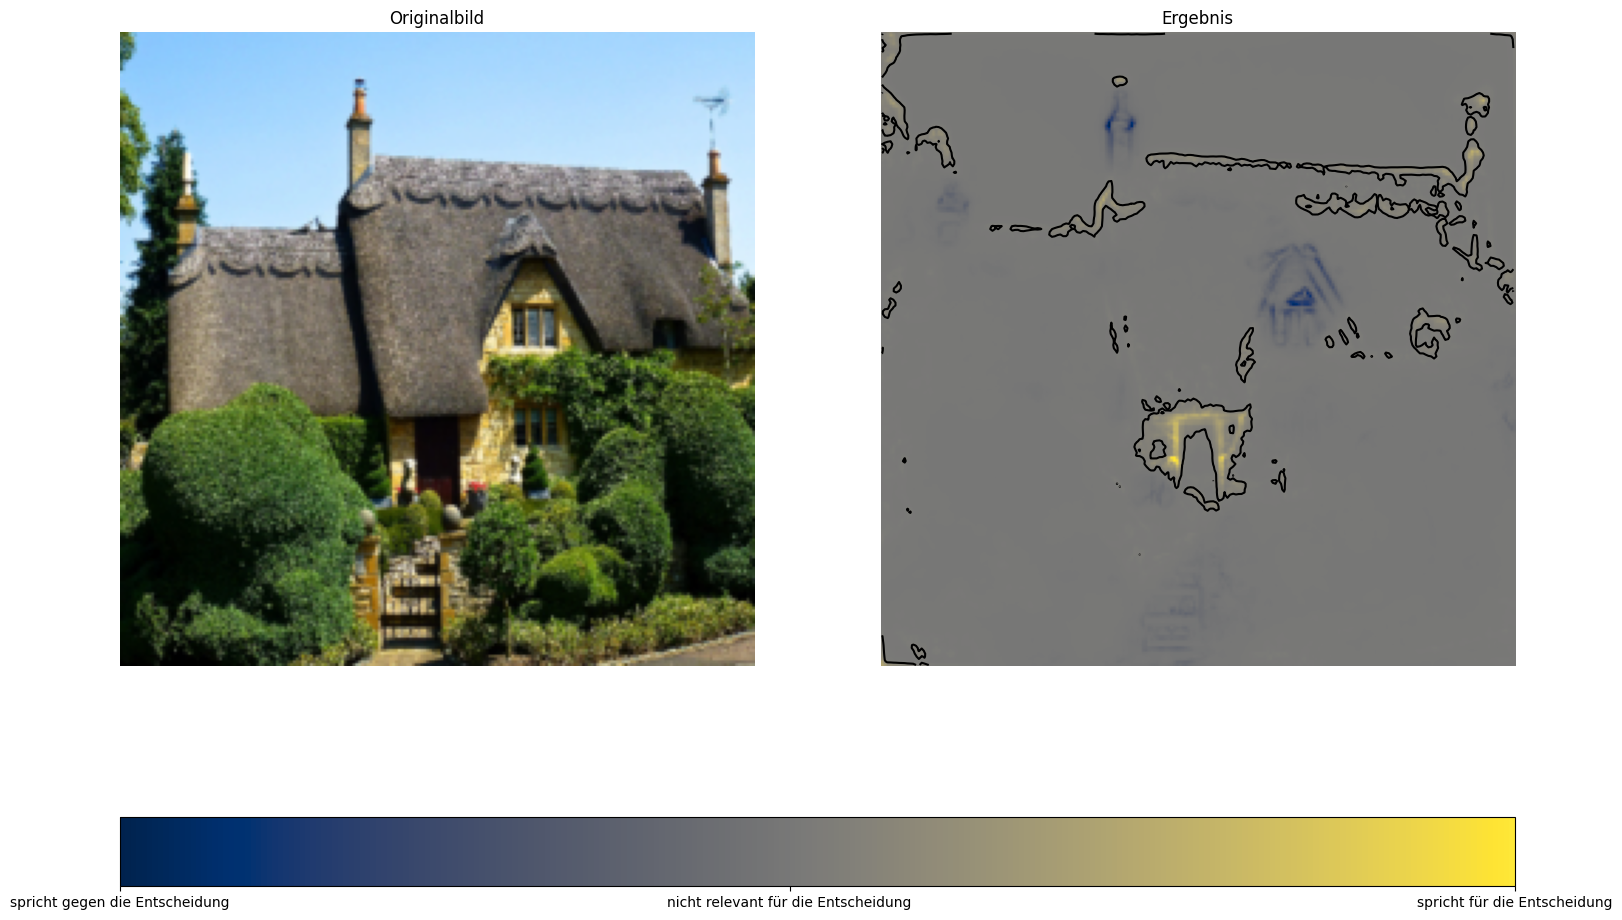 Originalbild
Ergebnis
spricht gegen die Entscheidung
nicht relevant für die Entscheidung
spricht für die Entscheidung